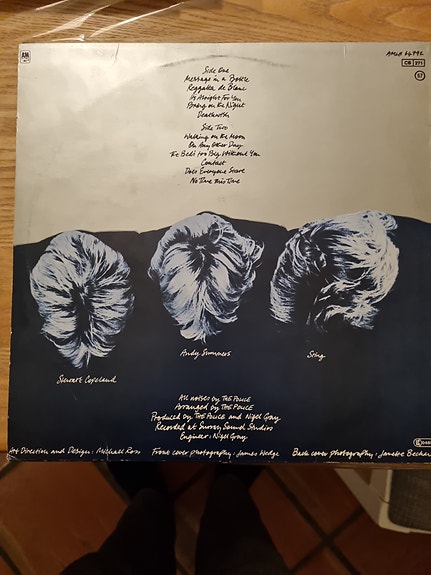 A&M
AMLH 64792
CB 271
57
Side One
Message in a Bottle
Reggatta de Blanc
It's Alright For You
Bring on the Night
Deathwish
Side Two
Walking on the Moon
On Any Other Day
The Bed's too Big Without You
Contact
Does Everyone Stare
No Time this Time
Andy Summers
Sting
Stewart Copeland
All noises by THE POLICE
Arranged by THE POLICE
Produced by THE POLICE and Nigel Gray
Recorded at Surrey Sound Studios
Engineer: Nigel Gray
Art Direction and Design: Michael Ross
Front cover photography: James Wedge
Back cover photography: Janette Beckman